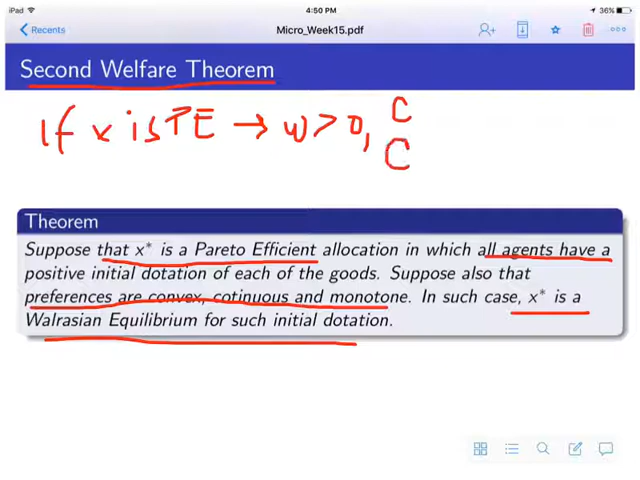 iPad
4:50 PM
36%
Recents
Micro_Week15.pdf
Second Welfare Theorem
If x is PE → w > 0, C
C
Theorem
Suppose that x* is a Pareto Efficient allocation in which all agents have a
positive initial dotation of each of the goods. Suppose also that
preferences are convex, cotinuous and monotone. In such case, x* is a
Walrasian Equilibrium for such initial dotation.